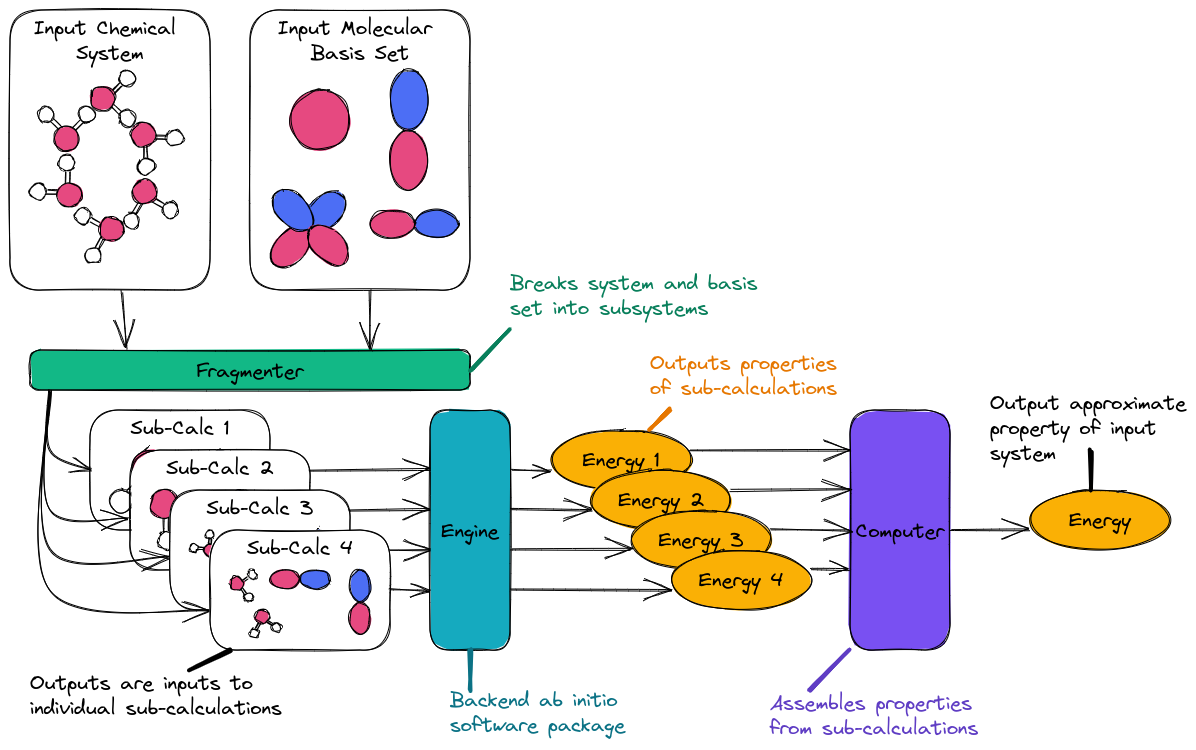 Input Chemical
System
Input Molecular
Basis Set
Breaks system and basis
set into subsystems
Fragmenter
Outputs properties
of sub-calculations
Sub-Calc 1
Sub-Calc 2
Sub-Calc 3
Sub-Calc 4
Engine
Energy 1
Energy 2
Energy 3
Energy 4
Computer
Output approximate
property of input
system
Energy
Outputs are inputs to
individual sub-calculations
Backend ab initio
software package
Assembles properties
from sub-calculations